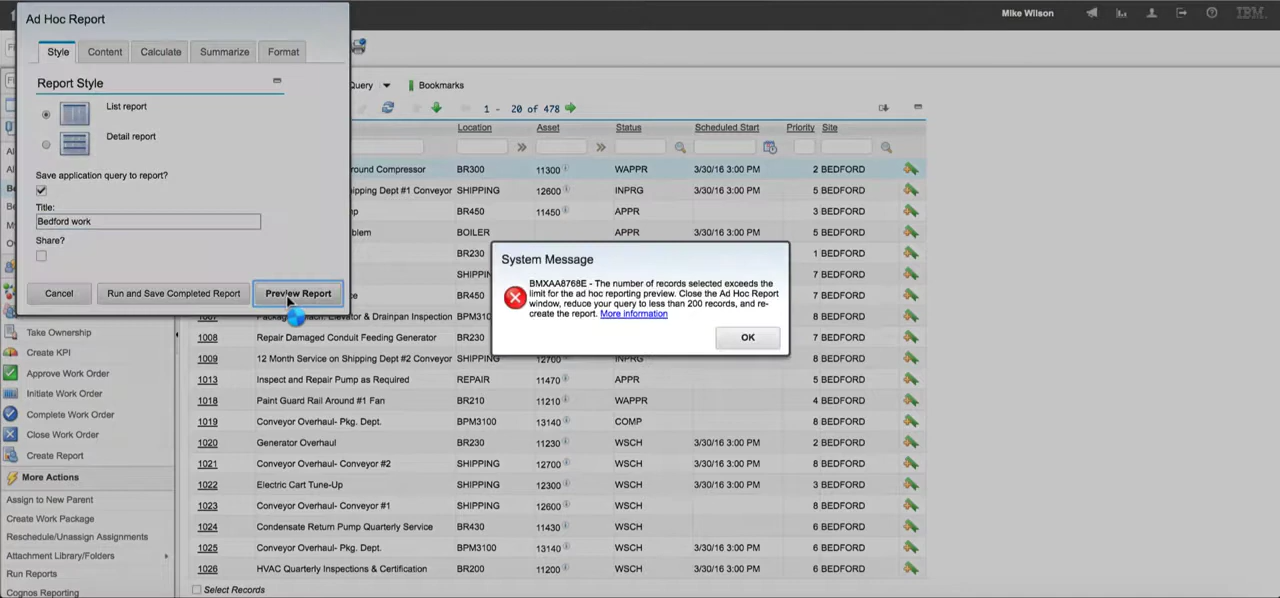 Mike Wilson
IBM
Ad Hoc Report
Style Content Calculate Summarize Format
Report Style
List report
Detail report
Save application query to report?
Title:
Bedford work
Share?
Cancel Run and Save Completed Report Preview Report
Query Bookmarks
1 - 20 of 478
Location Asset Status Scheduled Start Priority Site
ound Compressor BR300 11300 WAPPR 3/30/16 3:00 PM 2 BEDFORD
ipping Dept #1 Conveyor SHIPPING 12600 INPRG 3/30/16 3:00 PM 5 BEDFORD
BR450 11450 APPR 3 BEDFORD
blem BOILER APPR 3/30/16 3:00 PM 5 BEDFORD
BR230 1 BEDFORD
SHIPPIN 7 BEDFORD
ce BR450 7 BEDFORD
Elevator & Drainpan Inspection BPM310 8 BEDFORD
1008 Repair Damaged Conduit Feeding Generator BR230 7 BEDFORD
1009 12 Month Service on Shipping Dept #2 Conveyor SHIPPING 12700 INPRG 8 BEDFORD
1013 Inspect and Repair Pump as Required REPAIR 11470 APPR 5 BEDFORD
1018 Paint Guard Rail Around #1 Fan BR210 11210 WAPPR 4 BEDFORD
1019 Conveyor Overhaul- Pkg. Dept. BPM3100 13140 COMP 8 BEDFORD
1020 Generator Overhaul BR230 11230 WSCH 3/30/16 3:00 PM 2 BEDFORD
1021 Conveyor Overhaul- Conveyor #2 SHIPPING 12700 WSCH 3/30/16 3:00 PM 8 BEDFORD
1022 Electric Cart Tune-Up SHIPPING 12300 WSCH 3/30/16 3:00 PM 3 BEDFORD
1023 Conveyor Overhaul- Conveyor #1 SHIPPING 12600 WSCH 8 BEDFORD
1024 Condensate Return Pump Quarterly Service BR430 11430 WSCH 6 BEDFORD
1025 Conveyor Overhaul- Pkg. Dept. BPM3100 13140 WSCH 3/30/16 3:00 PM 6 BEDFORD
1026 HVAC Quarterly Inspections & Certification BR200 11200 WSCH 3/30/16 3:00 PM 6 BEDFORD
Select Records
System Message
BMXAA8768E - The number of records selected exceeds the
limit for the ad hoc reporting preview. Close the Ad Hoc Report
window, reduce your query to less than 200 records, and re-
create the report. More information
OK
Take Ownership
Create KPI
Approve Work Order
Initiate Work Order
Complete Work Order
Close Work Order
Create Report
More Actions
Assign to New Parent
Create Work Package
Reschedule/Unassign Assignments
Attachment Library/Folders
Run Reports
Cognos Reporting